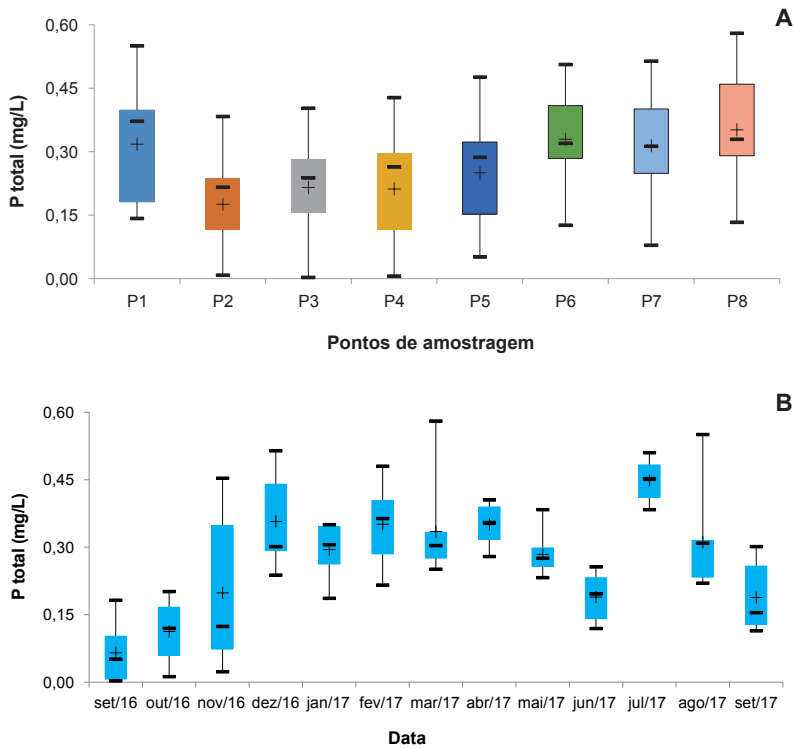 A
0,60
0,45
0,30
0,15
0,00
P total (mg/L)
P1 P2 P3 P4 P5 P6 P7 P8
Pontos de amostragem
B
0,60
0,45
0,30
0,15
0,00
P total (mg/L)
set/16 out/16 nov/16 dez/16 jan/17 fev/17 mar/17 abr/17 mai/17 jun/17 jul/17 ago/17 set/17
Data